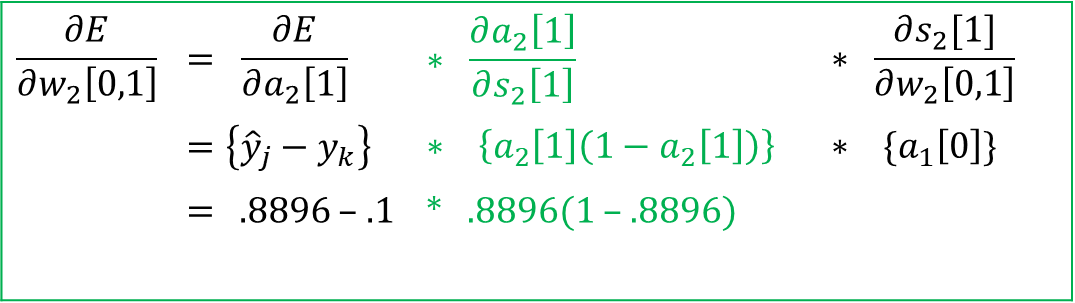 ∂E/∂w₂[0,1] = ∂E/∂a₂[1] * ∂a₂[1]/∂s₂[1] * ∂s₂[1]/∂w₂[0,1]
= {ŷⱼ − yₖ} * {a₂[1](1 − a₂[1])} * {a₁[0]}
= .8896 – .1 * .8896(1 – .8896)